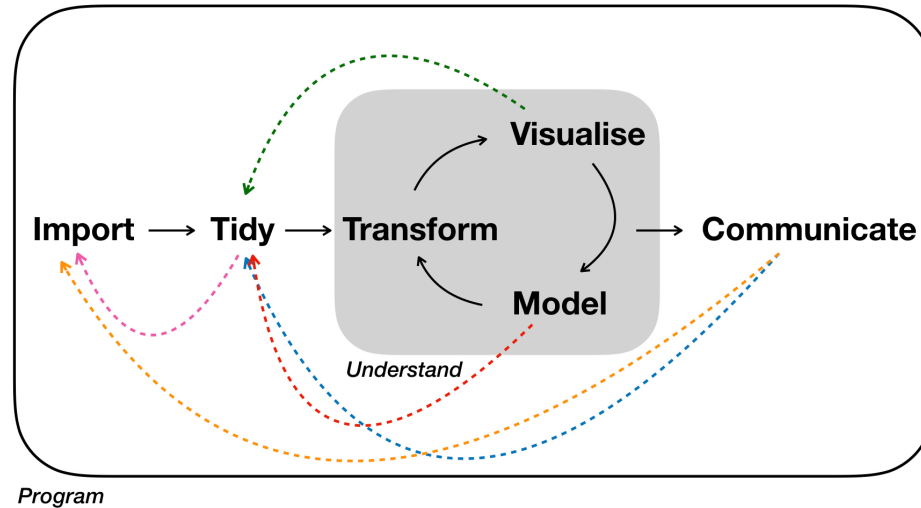 Visualise
Import
Tidy
Transform
Communicate
Model
Understand
Program